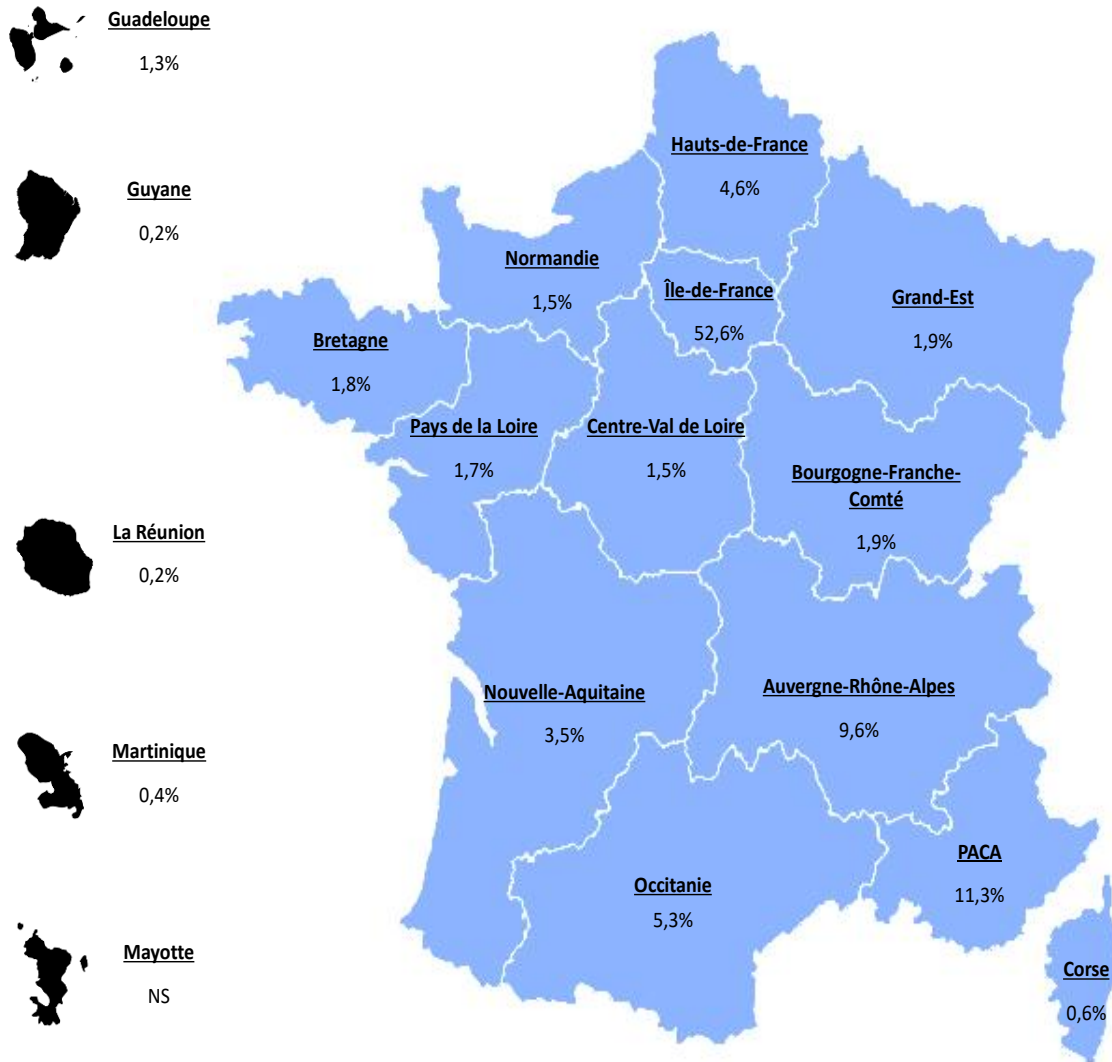 Guadeloupe
1,3%
Guyane
0,2%
La Réunion
0,2%
Martinique
0,4%
Mayotte
NS
Hauts-de-France
4,6%
Normandie
1,5%
Île-de-France
52,6%
Grand-Est
1,9%
Bretagne
1,8%
Pays de la Loire
1,7%
Centre-Val de Loire
1,5%
Bourgogne-Franche-
Comté
1,9%
Nouvelle-Aquitaine
3,5%
Auvergne-Rhône-Alpes
9,6%
Occitanie
5,3%
PACA
11,3%
Corse
0,6%